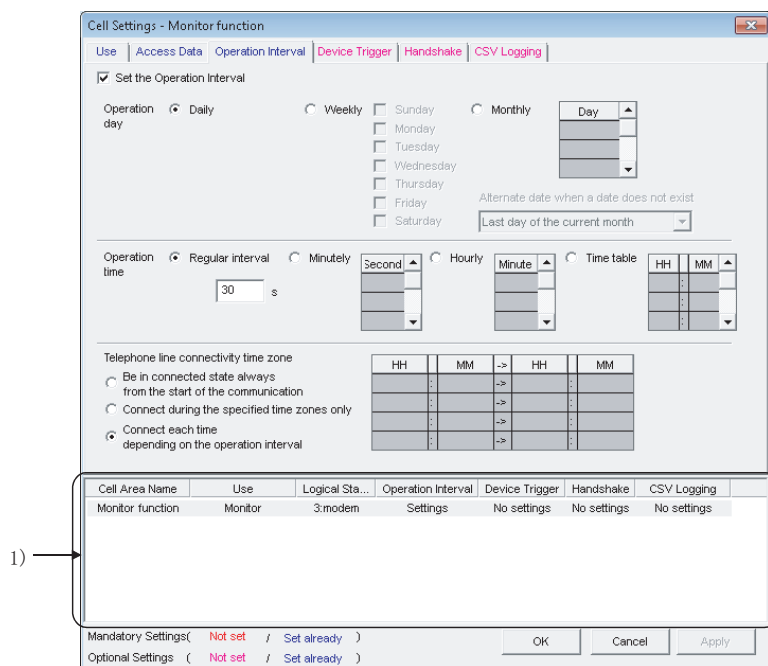 Cell Settings - Monitor function
Use Access Data Operation Interval Device Trigger Handshake CSV Logging
Set the Operation Interval
Operation day Daily Weekly Sunday Monthly Day
Monday
Tuesday
Wednesday
Thursday
Friday Alternate date when a date does not exist
Saturday Last day of the current month
Operation time Regular interval Minutely Second Hourly Minute Time table HH MM
30 s : : :
Telephone line connectivity time zone
HH MM -> HH MM
Be in connected state always
from the start of the communication
: -> :
Connect during the specified time zones only
: -> :
Connect each time
depending on the operation interval
: -> :
: -> :
Cell Area Name Use Logical Sta... Operation Interval Device Trigger Handshake CSV Logging
Monitor function Monitor 3:modem Settings No settings No settings No settings
1)
Mandatory Settings( Not set / Set already )
Optional Settings ( Not set / Set already )
OK Cancel Apply